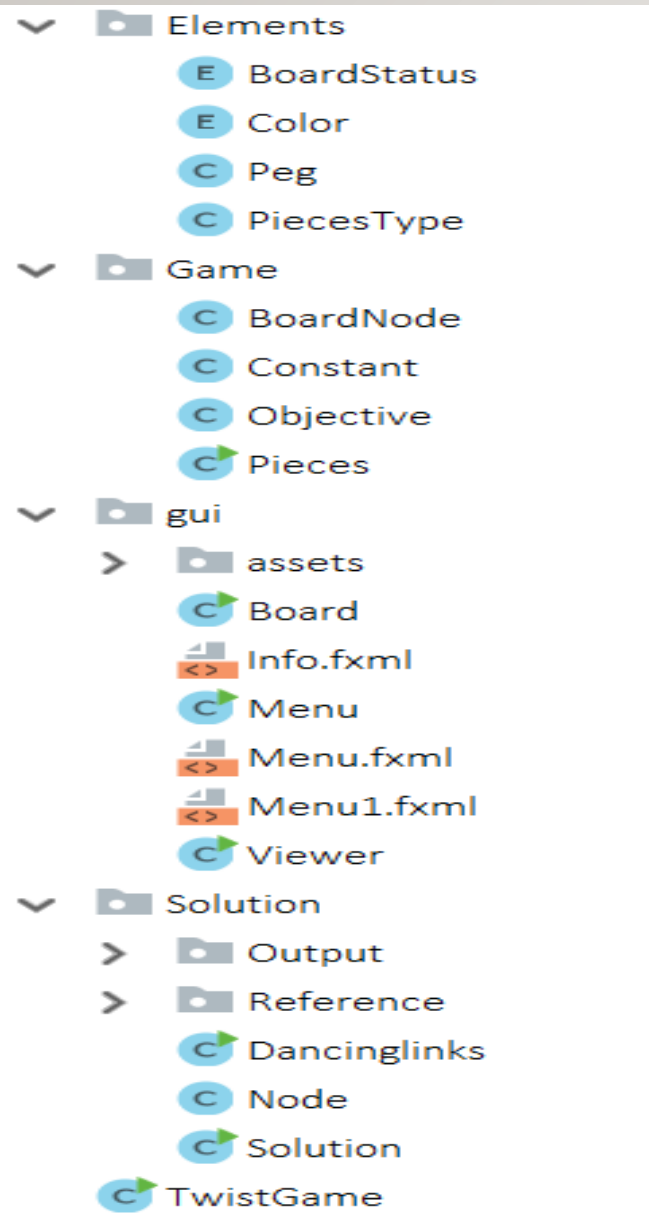 Elements
E BoardStatus
E Color
C Peg
C PiecesType
Game
C BoardNode
C Constant
C Objective
C Pieces
gui
assets
C Board
<> Info.fxml
C Menu
<> Menu.fxml
<> Menu1.fxml
C Viewer
Solution
Output
Reference
C Dancinglinks
C Node
C Solution
C TwistGame